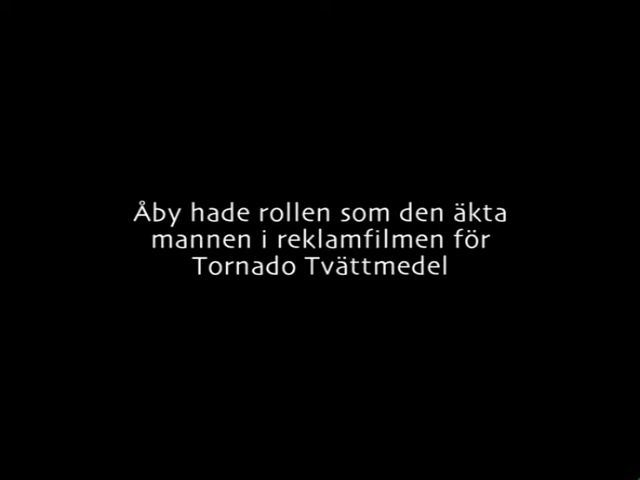 Åby hade rollen som den äkta
mannen i reklamfilmen för
Tornado Tvättmedel